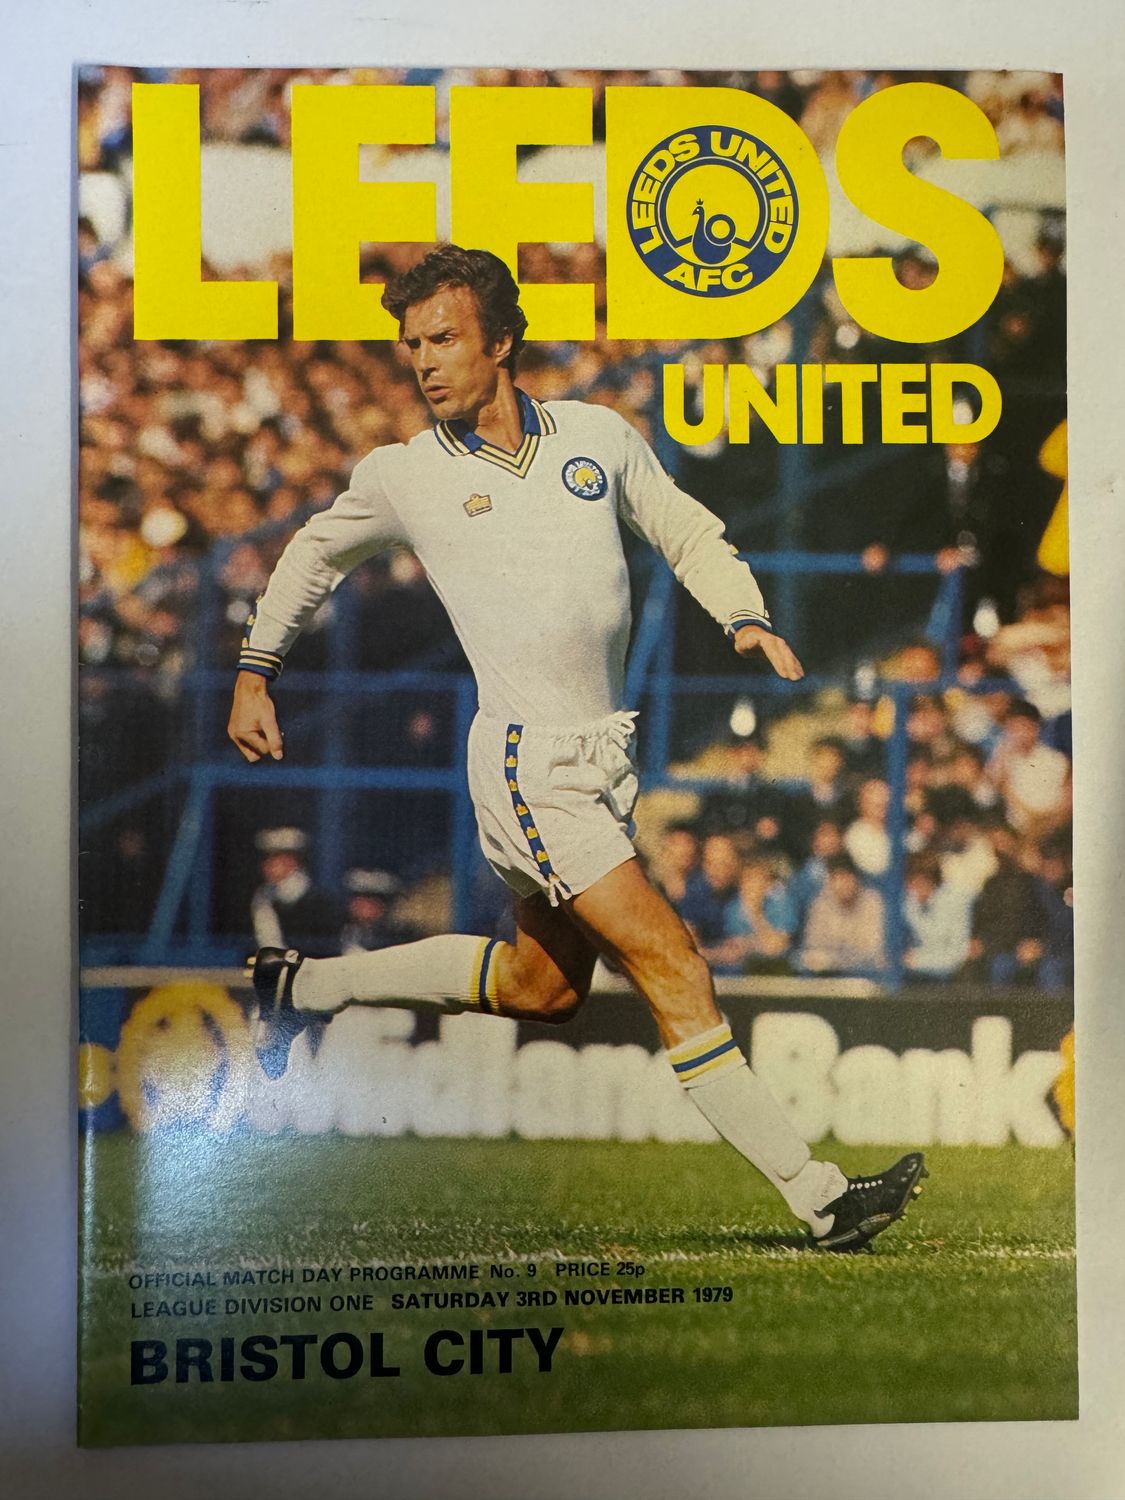 LEEDS
LEEDS UNITED
AFC
UNITED
OFFICIAL MATCH DAY PROGRAMME No. 9 PRICE 25p
LEAGUE DIVISION ONE SATURDAY 3RD NOVEMBER 1979
BRISTOL CITY
Bank